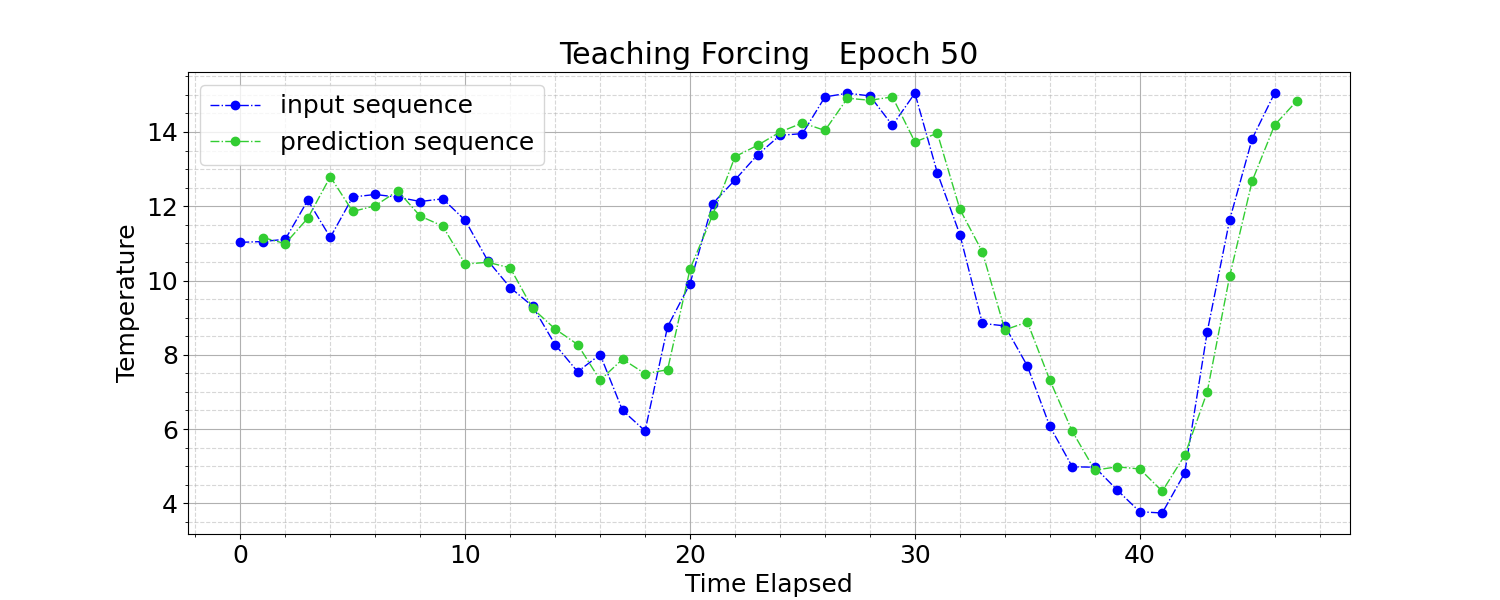 Teaching Forcing   Epoch 50
input sequence
prediction sequence
Temperature
14
12
10
8
6
4
0 10 20 30 40
Time Elapsed